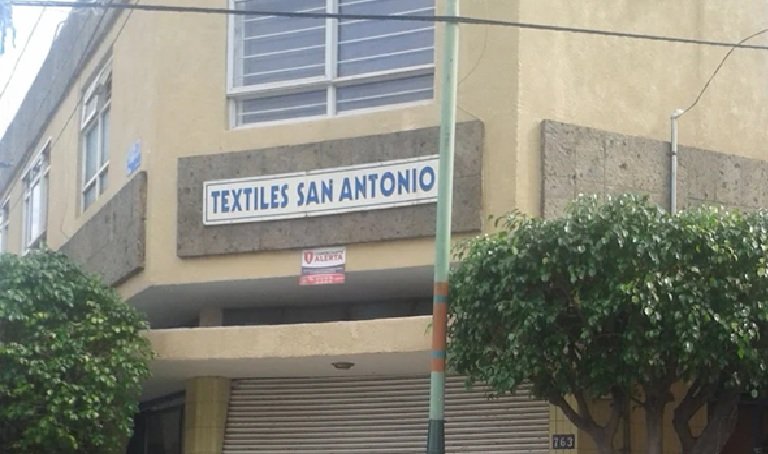 TEXTILES SAN ANTONIO
ALERTA
763